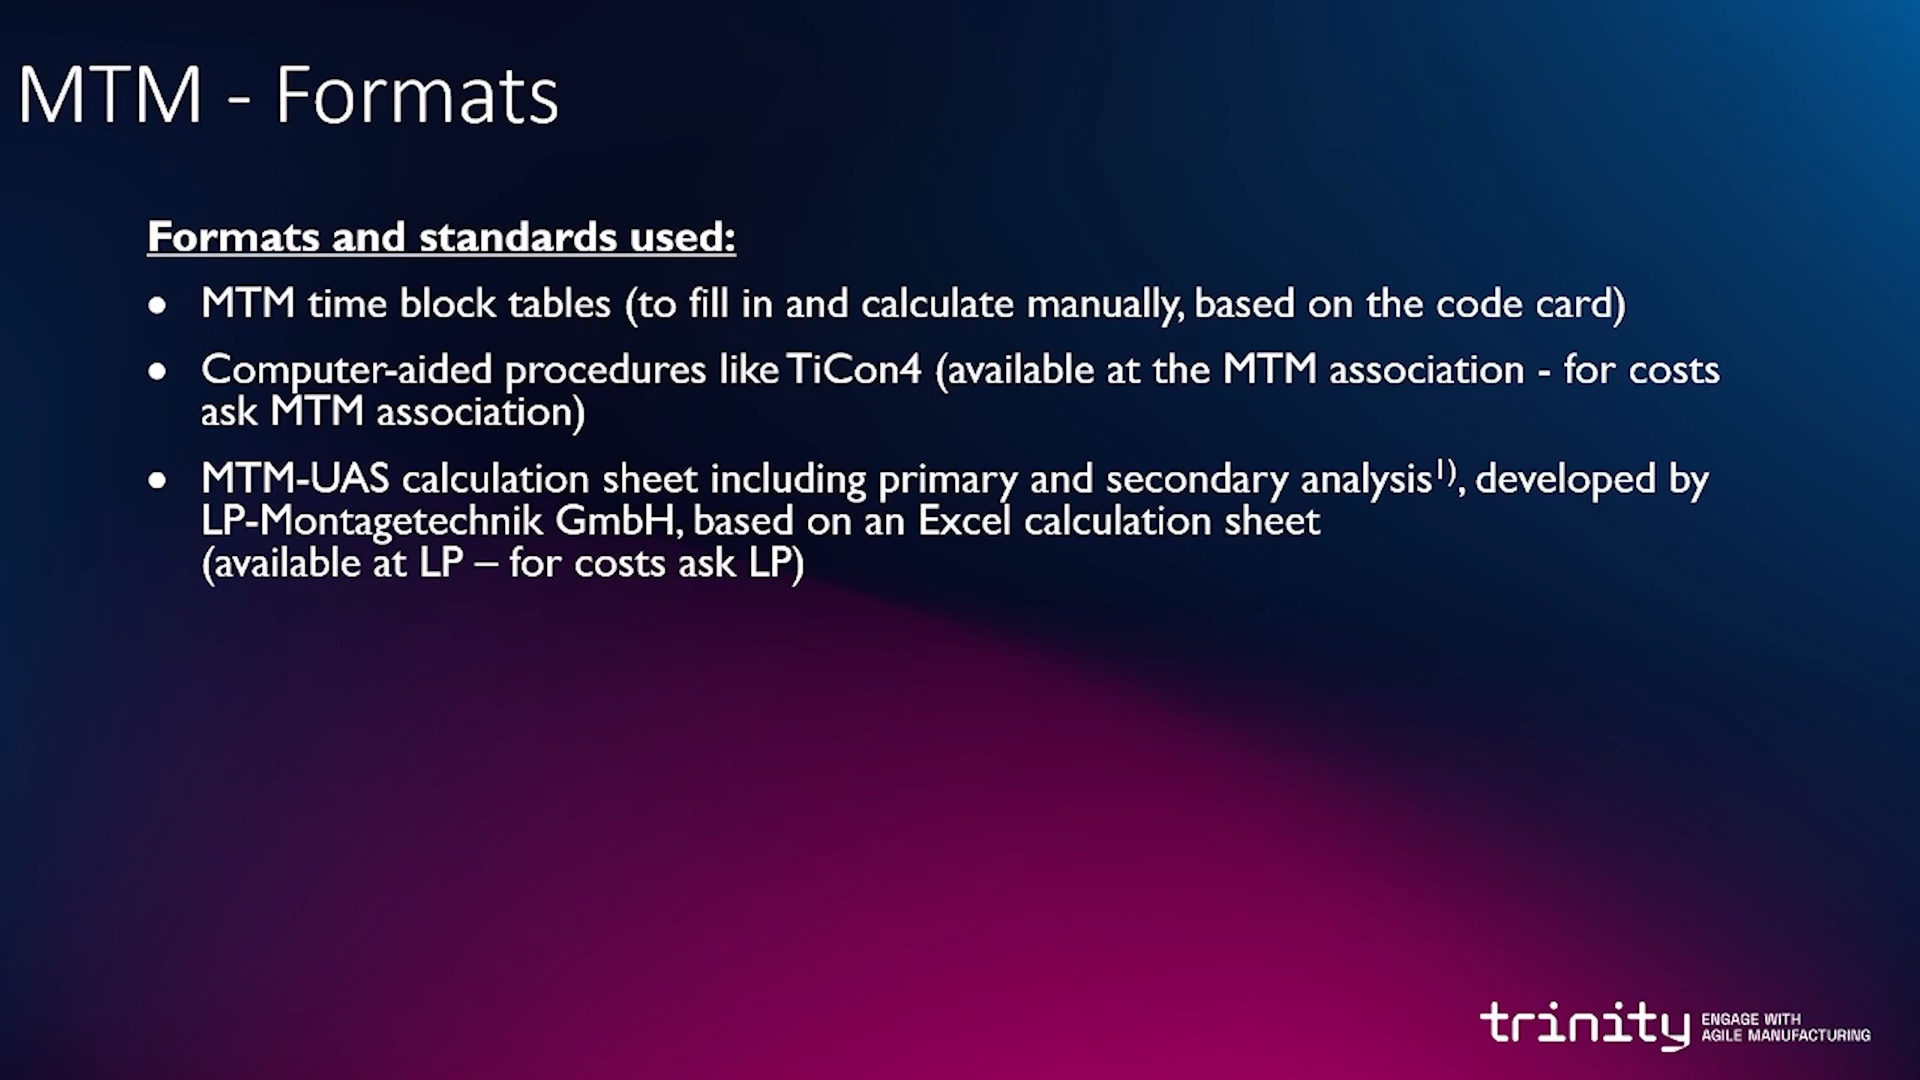 MTM - Formats
Formats and standards used:
● MTM time block tables (to fill in and calculate manually, based on the code card)
● Computer-aided procedures like TiCon4 (available at the MTM association - for costs
ask MTM association)
● MTM-UAS calculation sheet including primary and secondary analysis¹⁾, developed by
LP-Montagetechnik GmbH, based on an Excel calculation sheet
(available at LP – for costs ask LP)
trinity ENGAGE WITH
AGILE MANUFACTURING